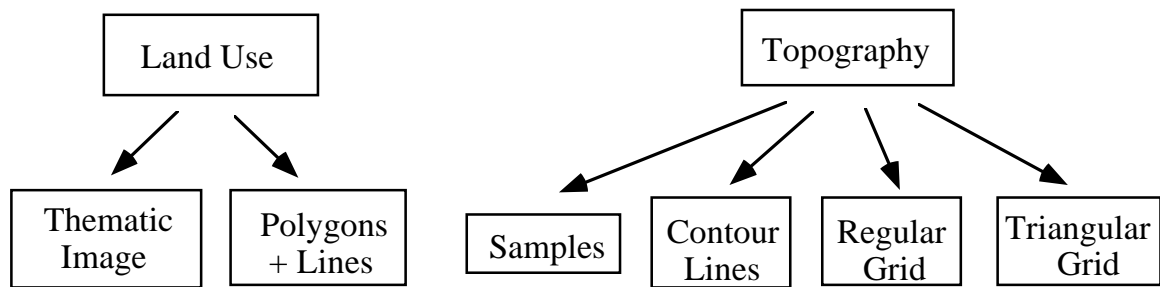 Land Use
Topography
Thematic
Image
Polygons
+ Lines
Samples
Contour
Lines
Regular
Grid
Triangular
Grid